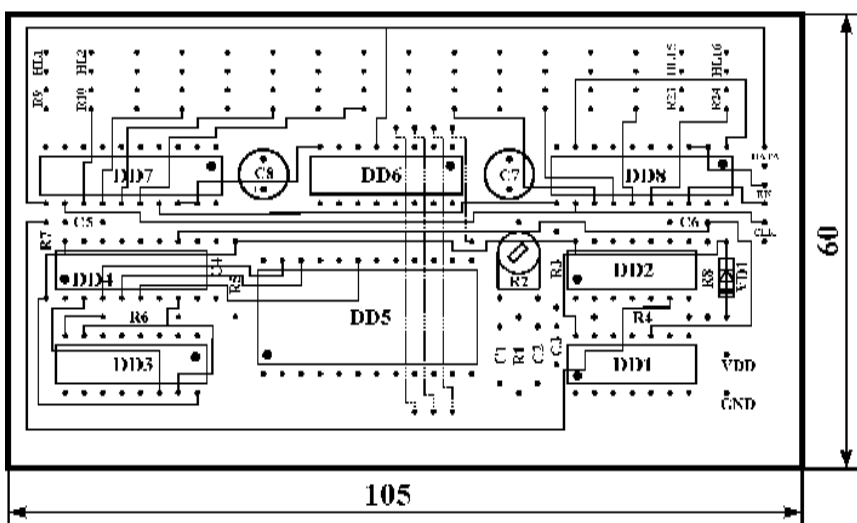 HL1
HL2
HL15
HL16
R9
R10
R23
R24
DATA
DD7
C8
DD6
C7
DD8
CLK
R7
C5
C6
DD4
C4
R5
R2
R3
DD2
R8
VD1
R6
DD5
R4
DD3
C1
R1
C2
C3
DD1
VDD
GND
60
105